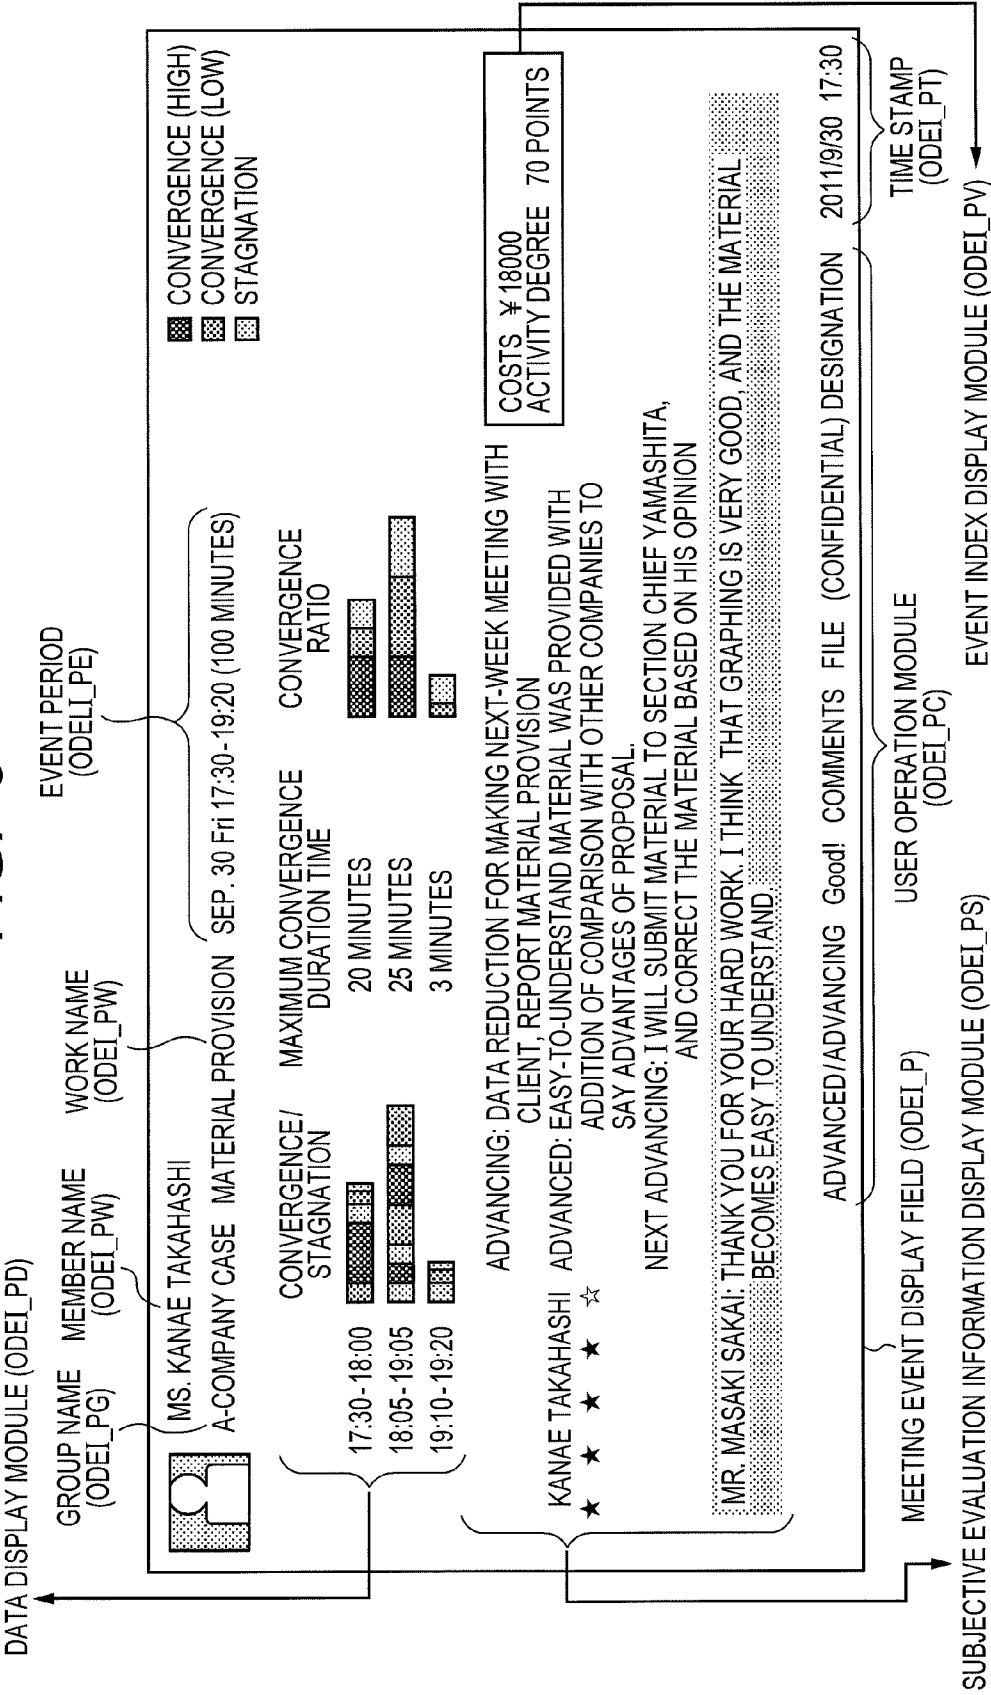 DATA DISPLAY MODULE (ODEI_PD)
GROUP NAME
(ODEI_PG)
MEMBER NAME
(ODEI_PW)
WORK NAME
(ODEI_PW)
EVENT PERIOD
(ODELI_PE)
MS. KANAE TAKAHASHI
A-COMPANY CASE MATERIAL PROVISION SEP. 30 Fri 17:30-19:20 (100 MINUTES)
CONVERGENCE (HIGH)
CONVERGENCE (LOW)
STAGNATION
CONVERGENCE/
STAGNATION
MAXIMUM CONVERGENCE
DURATION TIME
CONVERGENCE
RATIO
17:30-18:00 20 MINUTES
18:05-19:05 25 MINUTES
19:10-19:20 3 MINUTES
COSTS ¥18000
ACTIVITY DEGREE 70 POINTS
ADVANCING: DATA REDUCTION FOR MAKING NEXT-WEEK MEETING WITH
CLIENT, REPORT MATERIAL PROVISION
KANAE TAKAHASHI ADVANCED: EASY-TO-UNDERSTAND MATERIAL WAS PROVIDED WITH
★ ★ ★ ★ ☆ ADDITION OF COMPARISON WITH OTHER COMPANIES TO
SAY ADVANTAGES OF PROPOSAL.
NEXT ADVANCING: I WILL SUBMIT MATERIAL TO SECTION CHIEF YAMASHITA,
AND CORRECT THE MATERIAL BASED ON HIS OPINION
MR. MASAKI SAKAI: THANK YOU FOR YOUR HARD WORK. I THINK THAT GRAPHING IS VERY GOOD, AND THE MATERIAL
BECOMES EASY TO UNDERSTAND.
ADVANCED/ADVANCING Good! COMMENTS FILE (CONFIDENTIAL) DESIGNATION 2011/9/30 17:30
MEETING EVENT DISPLAY FIELD (ODEI_P)
USER OPERATION MODULE
(ODEI_PC)
TIME STAMP
(ODEI_PT)
SUBJECTIVE EVALUATION INFORMATION DISPLAY MODULE (ODEI_PS)
EVENT INDEX DISPLAY MODULE (ODEI_PV)